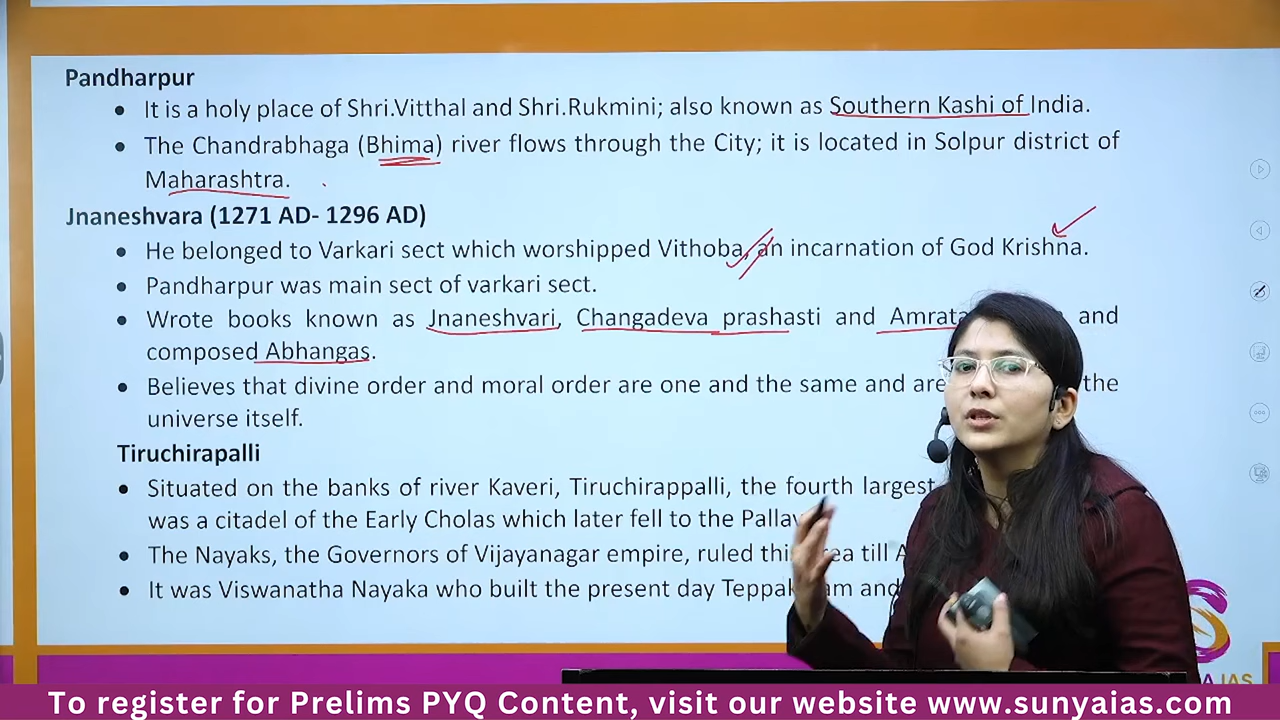 Pandharpur
• It is a holy place of Shri.Vitthal and Shri.Rukmini; also known as Southern Kashi of India.
• The Chandrabhaga (Bhima) river flows through the City; it is located in Solpur district of
Maharashtra.
Jnaneshvara (1271 AD- 1296 AD)
• He belonged to Varkari sect which worshipped Vithoba, an incarnation of God Krishna.
• Pandharpur was main sect of varkari sect.
• Wrote books known as Jnaneshvari, Changadeva prashasti and and
composed Abhangas.
• Believes that divine order and moral order are one and the same and are the
universe itself.
Tiruchirapalli
• Situated on the banks of river Kaveri, Tiruchirappalli, the fourth largest
was a citadel of the Early Cholas which later fell to the
• The Nayaks, the Governors of Vijayanagar empire, ruled this area till
• It was Viswanatha Nayaka who built the present day and
IAS
To register for Prelims PYQ Content, visit our website www.sunyaias.com